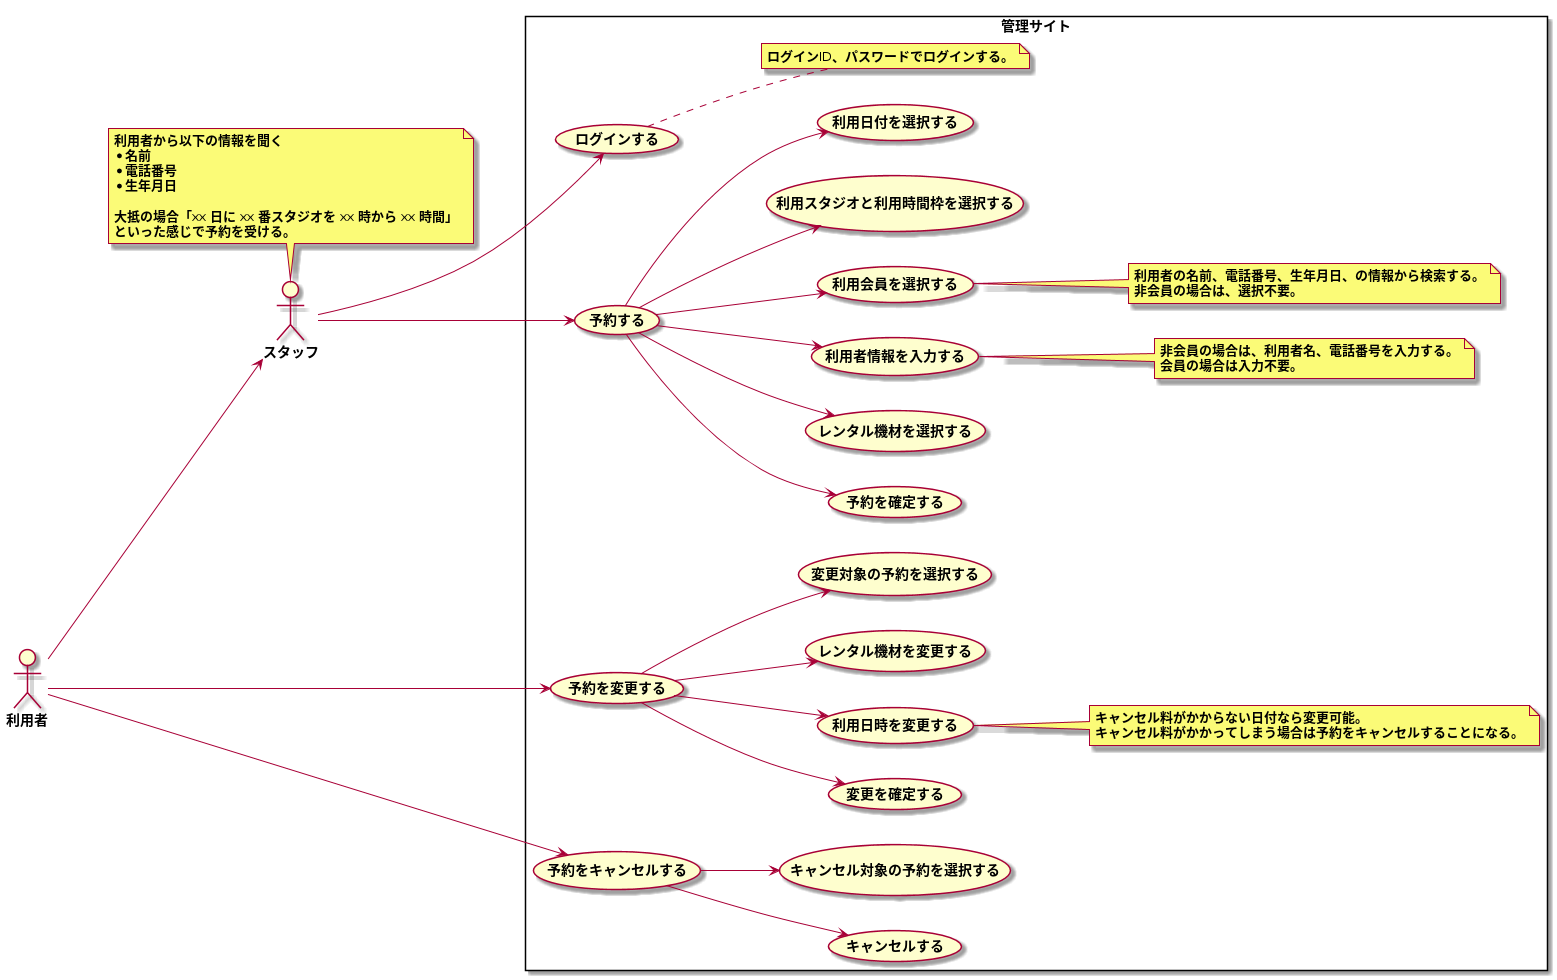 管理サイト
ログインID、パスワードでログインする。
利用者から以下の情報を聞く
•名前
•電話番号
•生年月日
大抵の場合「xx 日に xx 番スタジオを xx 時から xx 時間」
といった感じで予約を受ける。
スタッフ
利用者
ログインする
予約する
利用日付を選択する
利用スタジオと利用時間枠を選択する
利用会員を選択する
利用者の名前、電話番号、生年月日、の情報から検索する。
非会員の場合は、選択不要。
利用者情報を入力する
非会員の場合は、利用者名、電話番号を入力する。
会員の場合は入力不要。
レンタル機材を選択する
予約を確定する
予約を変更する
変更対象の予約を選択する
レンタル機材を変更する
利用日時を変更する
キャンセル料がかからない日付なら変更可能。
キャンセル料がかかってしまう場合は予約をキャンセルすることになる。
変更を確定する
予約をキャンセルする
キャンセル対象の予約を選択する
キャンセルする